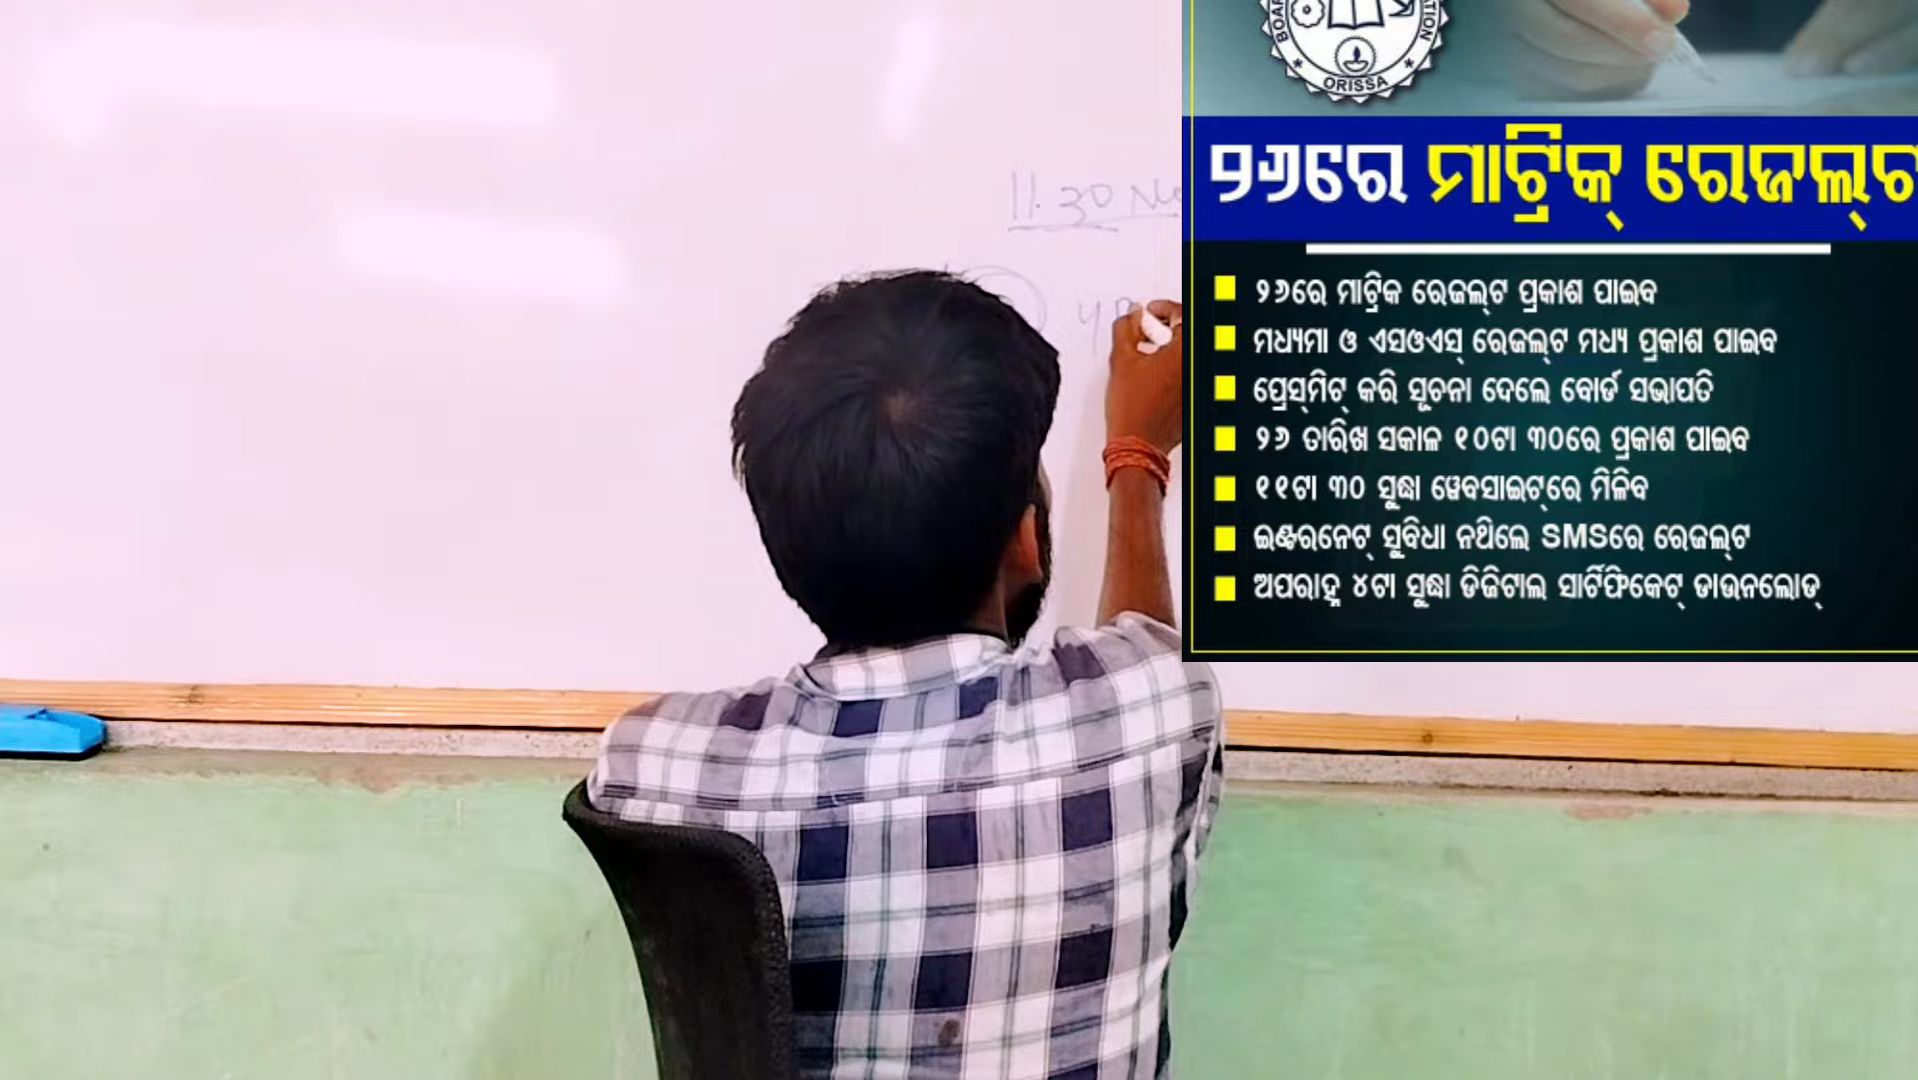 ORISSA
୨୬ରେ ମାଟ୍ରିକ୍ ରେଜଲ୍‌ଟ
୨୬ରେ ମାଟ୍ରିକ ରେଜଲ୍‌ଟ ପ୍ରକାଶ ପାଇବ
ମଧ୍ୟମା ଓ ଏସଓଏସ୍ ରେଜଲ୍‌ଟ ମଧ୍ୟ ପ୍ରକାଶ ପାଇବ
ପ୍ରେସ୍‌ମିଟ୍ କରି ସୂଚନା ଦେଲେ ବୋର୍ଡ ସଭାପତି
୨୬ ତାରିଖ ସକାଳ ୧୦ଟା ୩୦ରେ ପ୍ରକାଶ ପାଇବ
୧୧ଟା ୩୦ ସୁଦ୍ଧା ୱେବସାଇଟ୍‌ରେ ମିଳିବ
ଇଣ୍ଟରନେଟ୍ ସୁବିଧା ନଥିଲେ SMSରେ ରେଜଲ୍‌ଟ
ଅପରାହ୍ନ ୪ଟା ସୁଦ୍ଧା ଡିଜିଟାଲ ସାର୍ଟିଫିକେଟ୍ ଡାଉନଲୋଡ୍
11.30